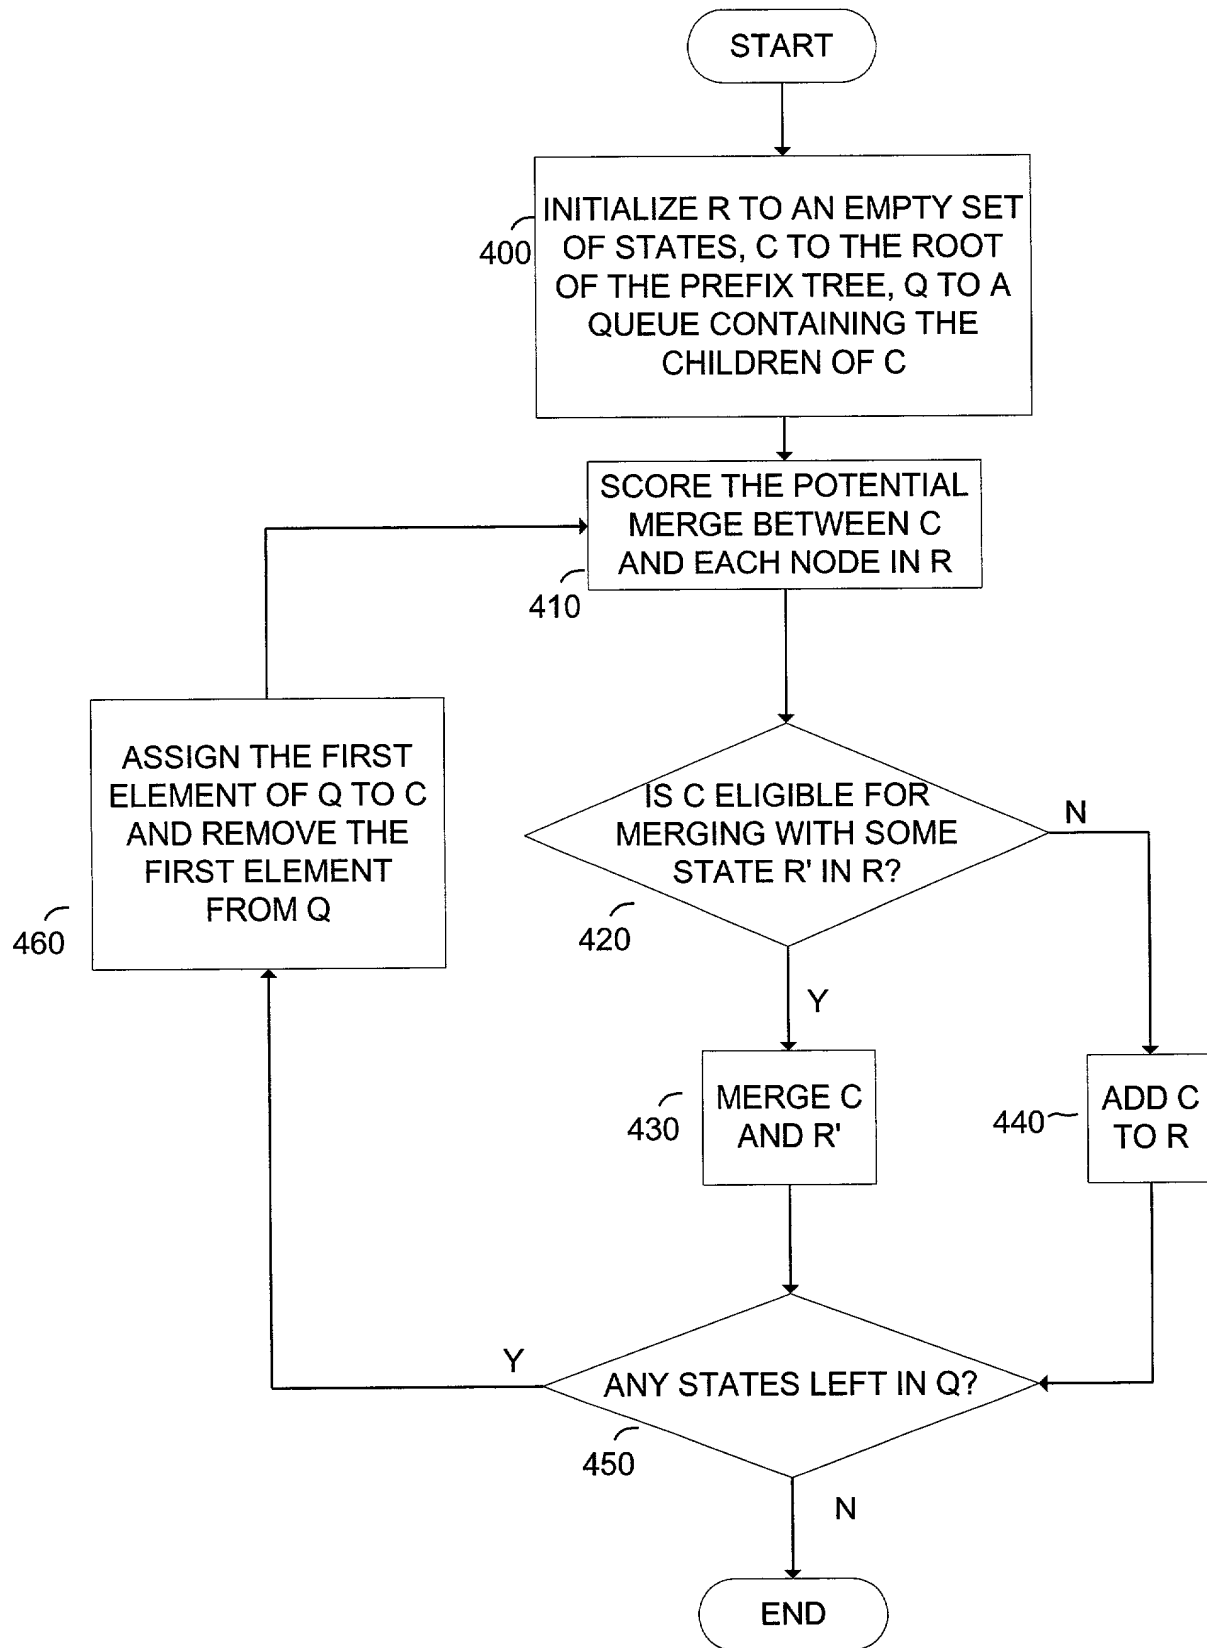 START
INITIALIZE R TO AN EMPTY SET
OF STATES, C TO THE ROOT
OF THE PREFIX TREE, Q TO A
QUEUE CONTAINING THE
CHILDREN OF C
400
SCORE THE POTENTIAL
MERGE BETWEEN C
AND EACH NODE IN R
410
ASSIGN THE FIRST
ELEMENT OF Q TO C
AND REMOVE THE
FIRST ELEMENT
FROM Q
460
IS C ELIGIBLE FOR
MERGING WITH SOME
STATE R' IN R?
420
N
Y
MERGE C
AND R'
430
ADD C
TO R
440
ANY STATES LEFT IN Q?
450
Y
N
END